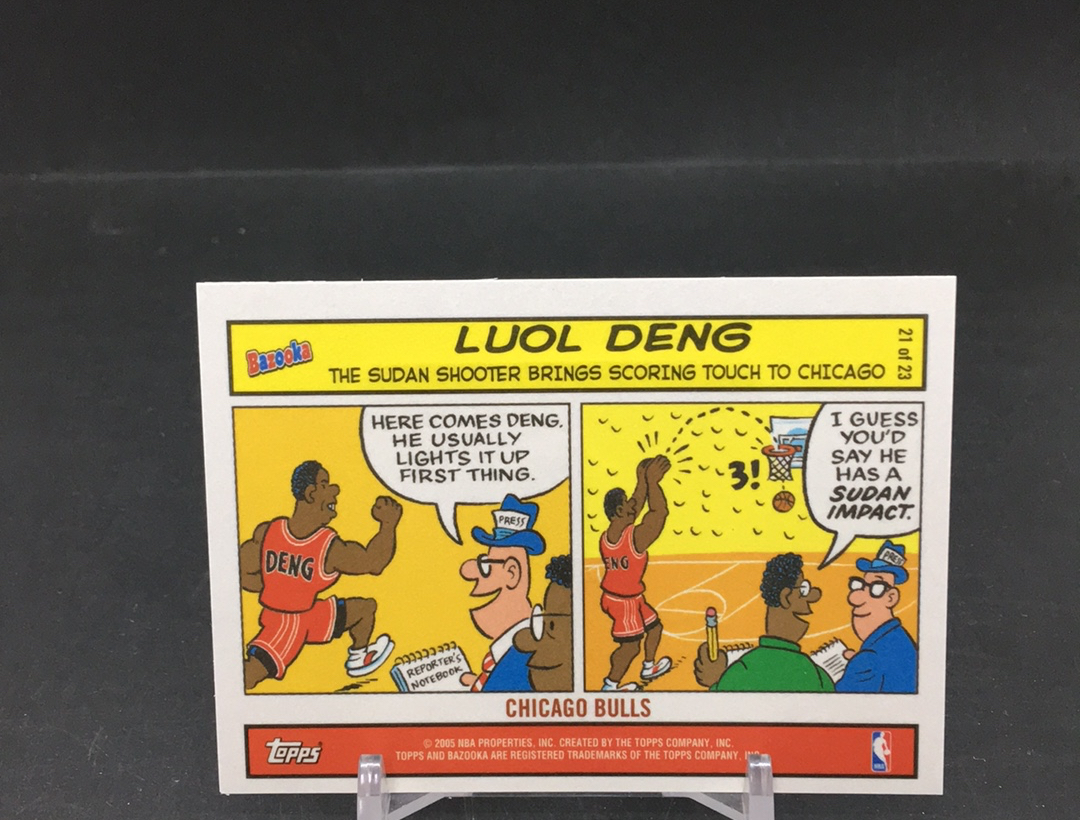 LUOL DENG
Bazooka
THE SUDAN SHOOTER BRINGS SCORING TOUCH TO CHICAGO
21 of 23
HERE COMES DENG.
HE USUALLY
LIGHTS IT UP
FIRST THING.
PRESS
DENG
REPORTER'S
NOTEBOOK
I GUESS
YOU'D
SAY HE
HAS A
SUDAN
IMPACT.
3!
PRESS
ENG
CHICAGO BULLS
Topps
© 2005 NBA PROPERTIES, INC. CREATED BY THE TOPPS COMPANY, INC.
TOPPS AND BAZOOKA ARE REGISTERED TRADEMARKS OF THE TOPPS COMPANY, INC.
NBA